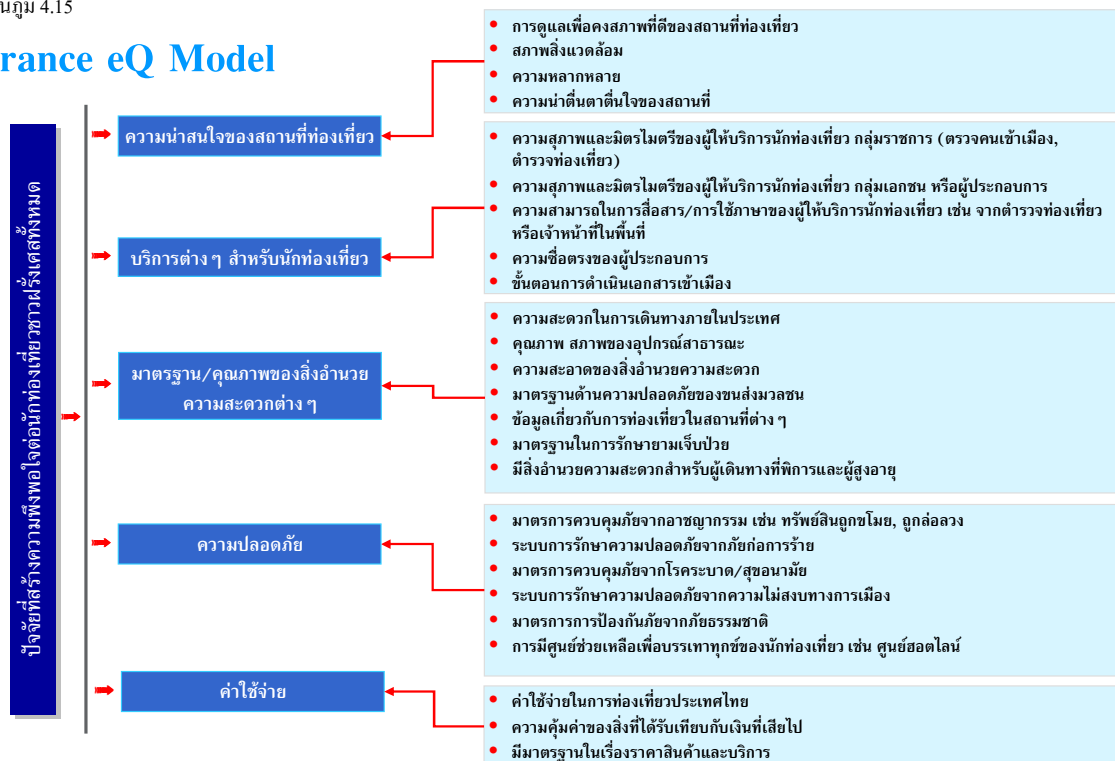 นภูมิ 4.15
rance eQ Model
ปัจจัยที่สร้างความพึงพอใจต่อนักท่องเที่ยวชาวฝรั่งเศสทั้งหมด
ความน่าสนใจของสถานที่ท่องเที่ยว
• การดูแลเพื่อคงสภาพที่ดีของสถานที่ท่องเที่ยว
• สภาพสิ่งแวดล้อม
• ความหลากหลาย
• ความน่าตื่นตาตื่นใจของสถานที่
บริการต่าง ๆ สำหรับนักท่องเที่ยว
• ความสุภาพและมิตรไมตรีของผู้ให้บริการนักท่องเที่ยว กลุ่มราชการ (ตรวจคนเข้าเมือง,
ตำรวจท่องเที่ยว)
• ความสุภาพและมิตรไมตรีของผู้ให้บริการนักท่องเที่ยว กลุ่มเอกชน หรือผู้ประกอบการ
• ความสามารถในการสื่อสาร/การใช้ภาษาของผู้ให้บริการนักท่องเที่ยว เช่น จากตำรวจท่องเที่ยว
หรือเจ้าหน้าที่ในพื้นที่
• ความซื่อตรงของผู้ประกอบการ
• ขั้นตอนการดำเนินเอกสารเข้าเมือง
มาตรฐาน/คุณภาพของสิ่งอำนวย
ความสะดวกต่าง ๆ
• ความสะดวกในการเดินทางภายในประเทศ
• คุณภาพ สภาพของอุปกรณ์สาธารณะ
• ความสะอาดของสิ่งอำนวยความสะดวก
• มาตรฐานด้านความปลอดภัยของขนส่งมวลชน
• ข้อมูลเกี่ยวกับการท่องเที่ยวในสถานที่ต่าง ๆ
• มาตรฐานในการรักษายามเจ็บป่วย
• มีสิ่งอำนวยความสะดวกสำหรับผู้เดินทางที่พิการและผู้สูงอายุ
ความปลอดภัย
• มาตรการควบคุมภัยจากอาชญากรรม เช่น ทรัพย์สินถูกขโมย, ถูกล่อลวง
• ระบบการรักษาความปลอดภัยจากภัยก่อการร้าย
• มาตรการควบคุมภัยจากโรคระบาด/สุขอนามัย
• ระบบการรักษาความปลอดภัยจากความไม่สงบทางการเมือง
• มาตรการการป้องกันภัยจากภัยธรรมชาติ
• การมีศูนย์ช่วยเหลือเพื่อบรรเทาทุกข์ของนักท่องเที่ยว เช่น ศูนย์ฮอตไลน์
ค่าใช้จ่าย
• ค่าใช้จ่ายในการท่องเที่ยวประเทศไทย
• ความคุ้มค่าของสิ่งที่ได้รับเทียบกับเงินที่เสียไป
• มีมาตรฐานในเรื่องราคาสินค้าและบริการ